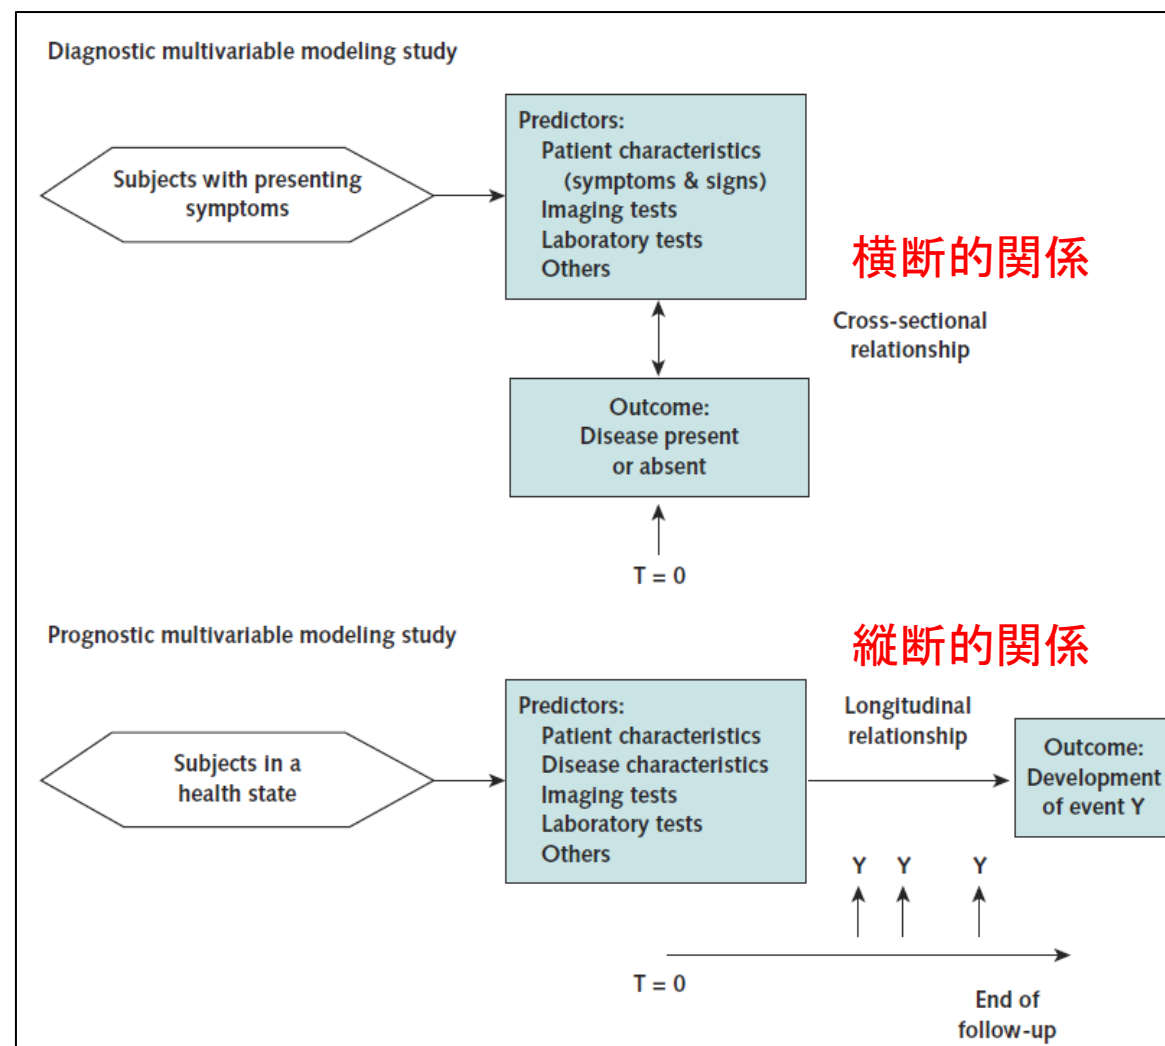 Diagnostic multivariable modeling study
Subjects with presenting
symptoms
Predictors:
Patient characteristics
(symptoms & signs)
Imaging tests
Laboratory tests
Others
横断的関係
Cross-sectional
relationship
Outcome:
Disease present
or absent
T = 0
Prognostic multivariable modeling study
縦断的関係
Subjects in a
health state
Predictors:
Patient characteristics
Disease characteristics
Imaging tests
Laboratory tests
Others
Longitudinal
relationship
Outcome:
Development
of event Y
Y Y Y
T = 0
End of
follow-up